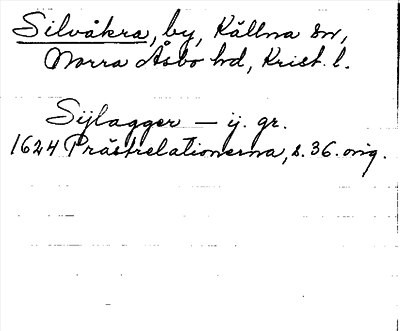 Silvåkra, by, Källna sn,
Norra Åsbo hd, Krist. l.
Sijlagger — ij. gr.
1624 Prästrelationerna, s. 36. orig.